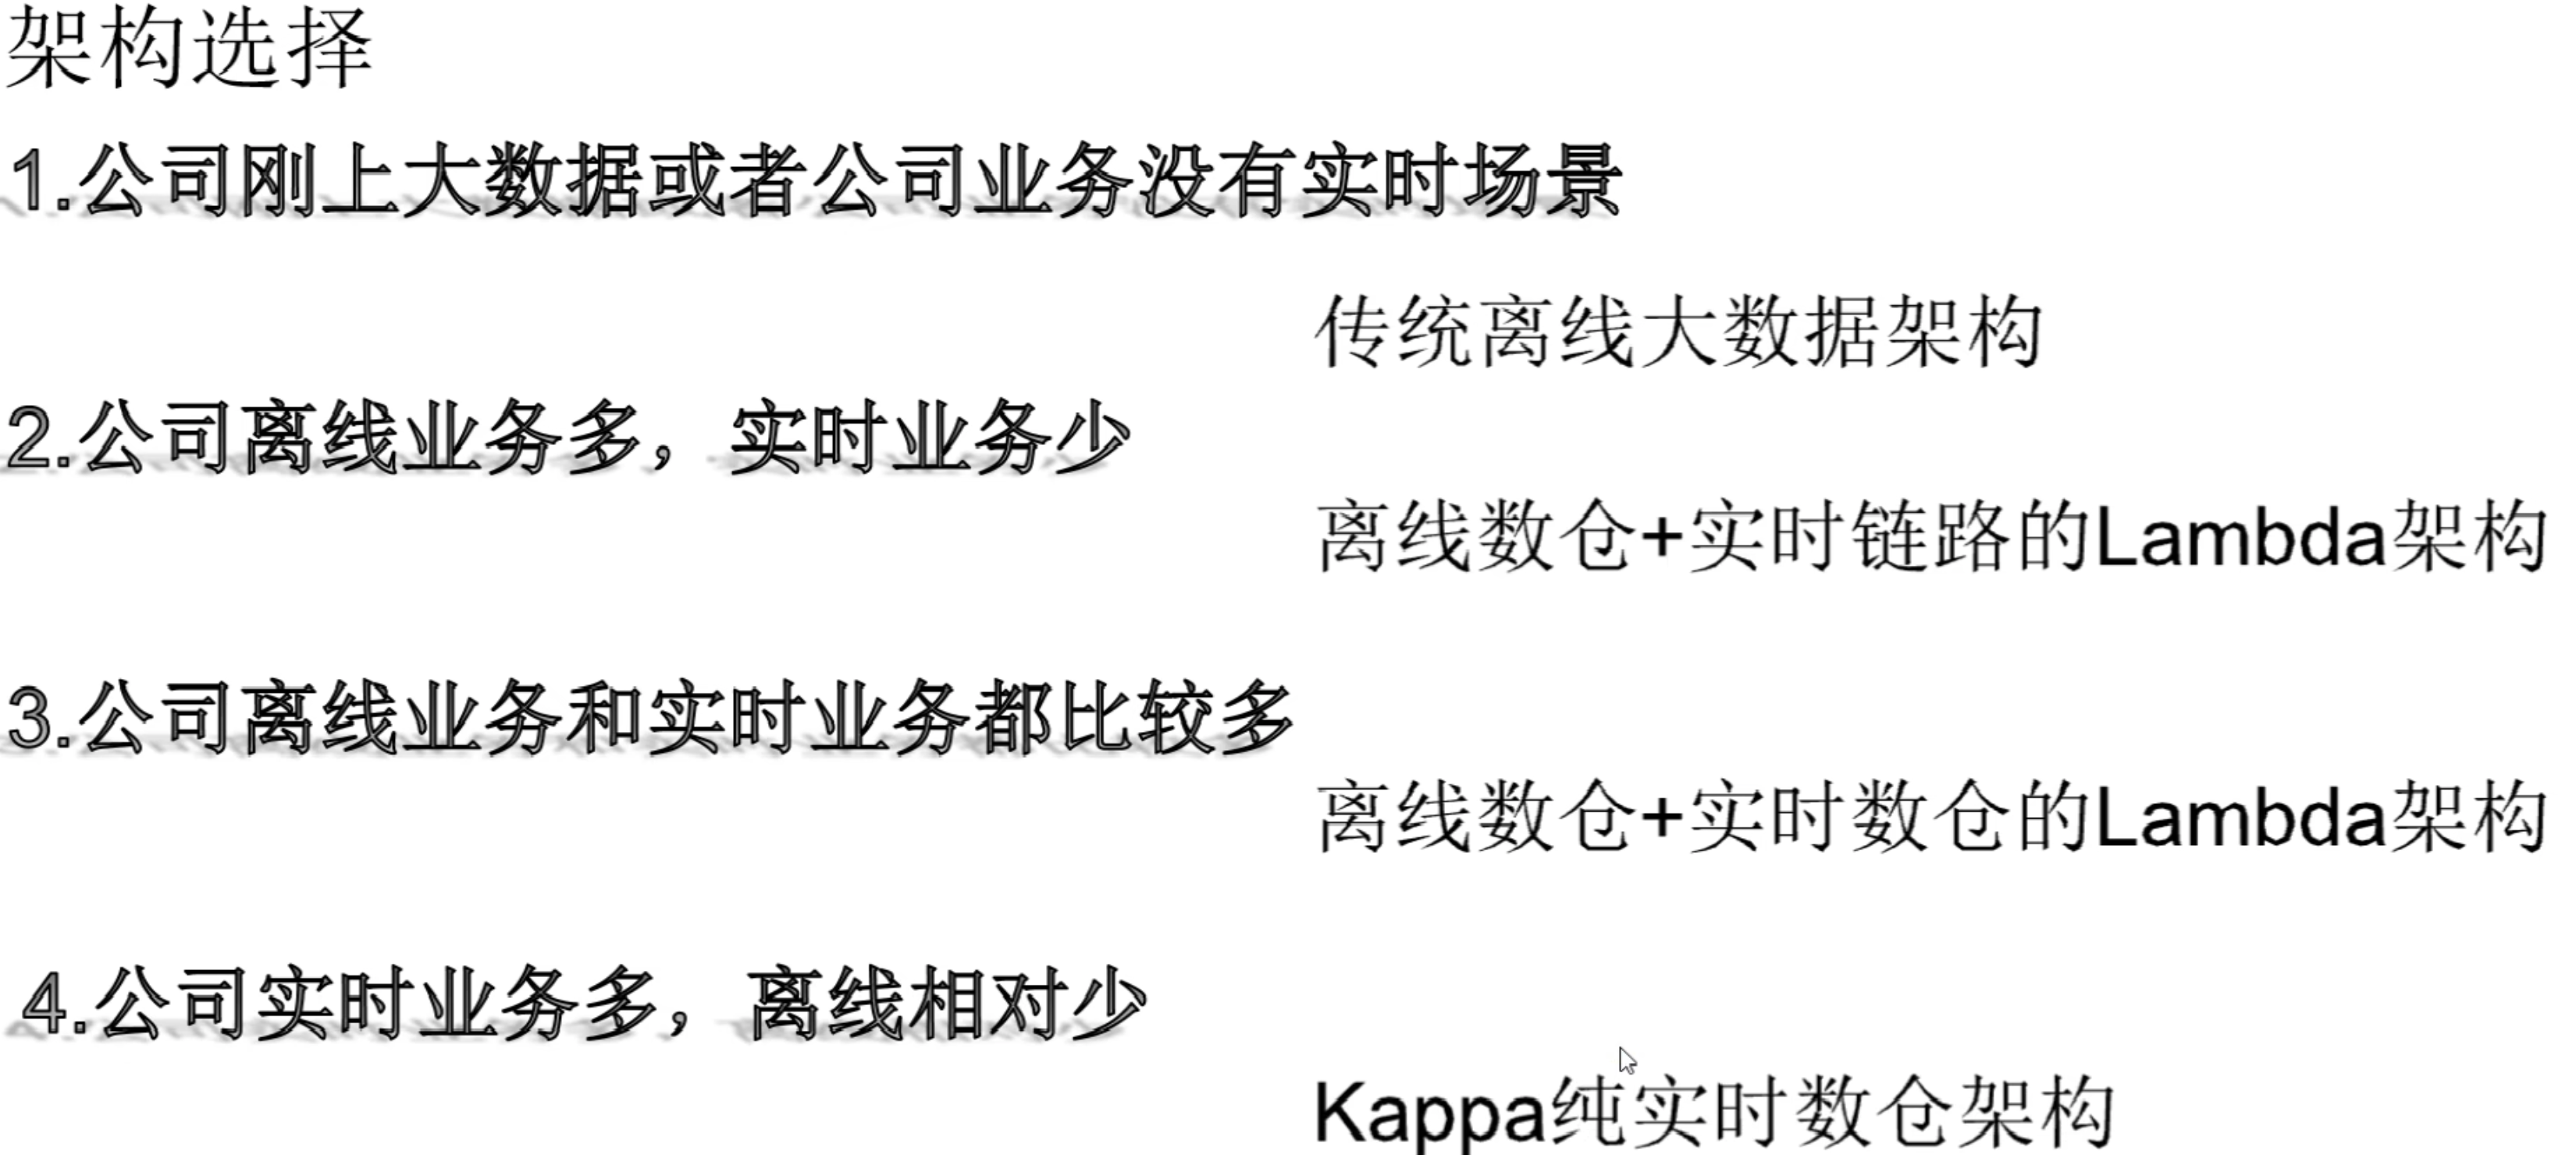 架构选择
1.公司刚上大数据或者公司业务没有实时场景
传统离线大数据架构
2.公司离线业务多，实时业务少
离线数仓+实时链路的Lambda架构
3.公司离线业务和实时业务都比较多
离线数仓+实时数仓的Lambda架构
4.公司实时业务多，离线相对少
Kappa纯实时数仓架构